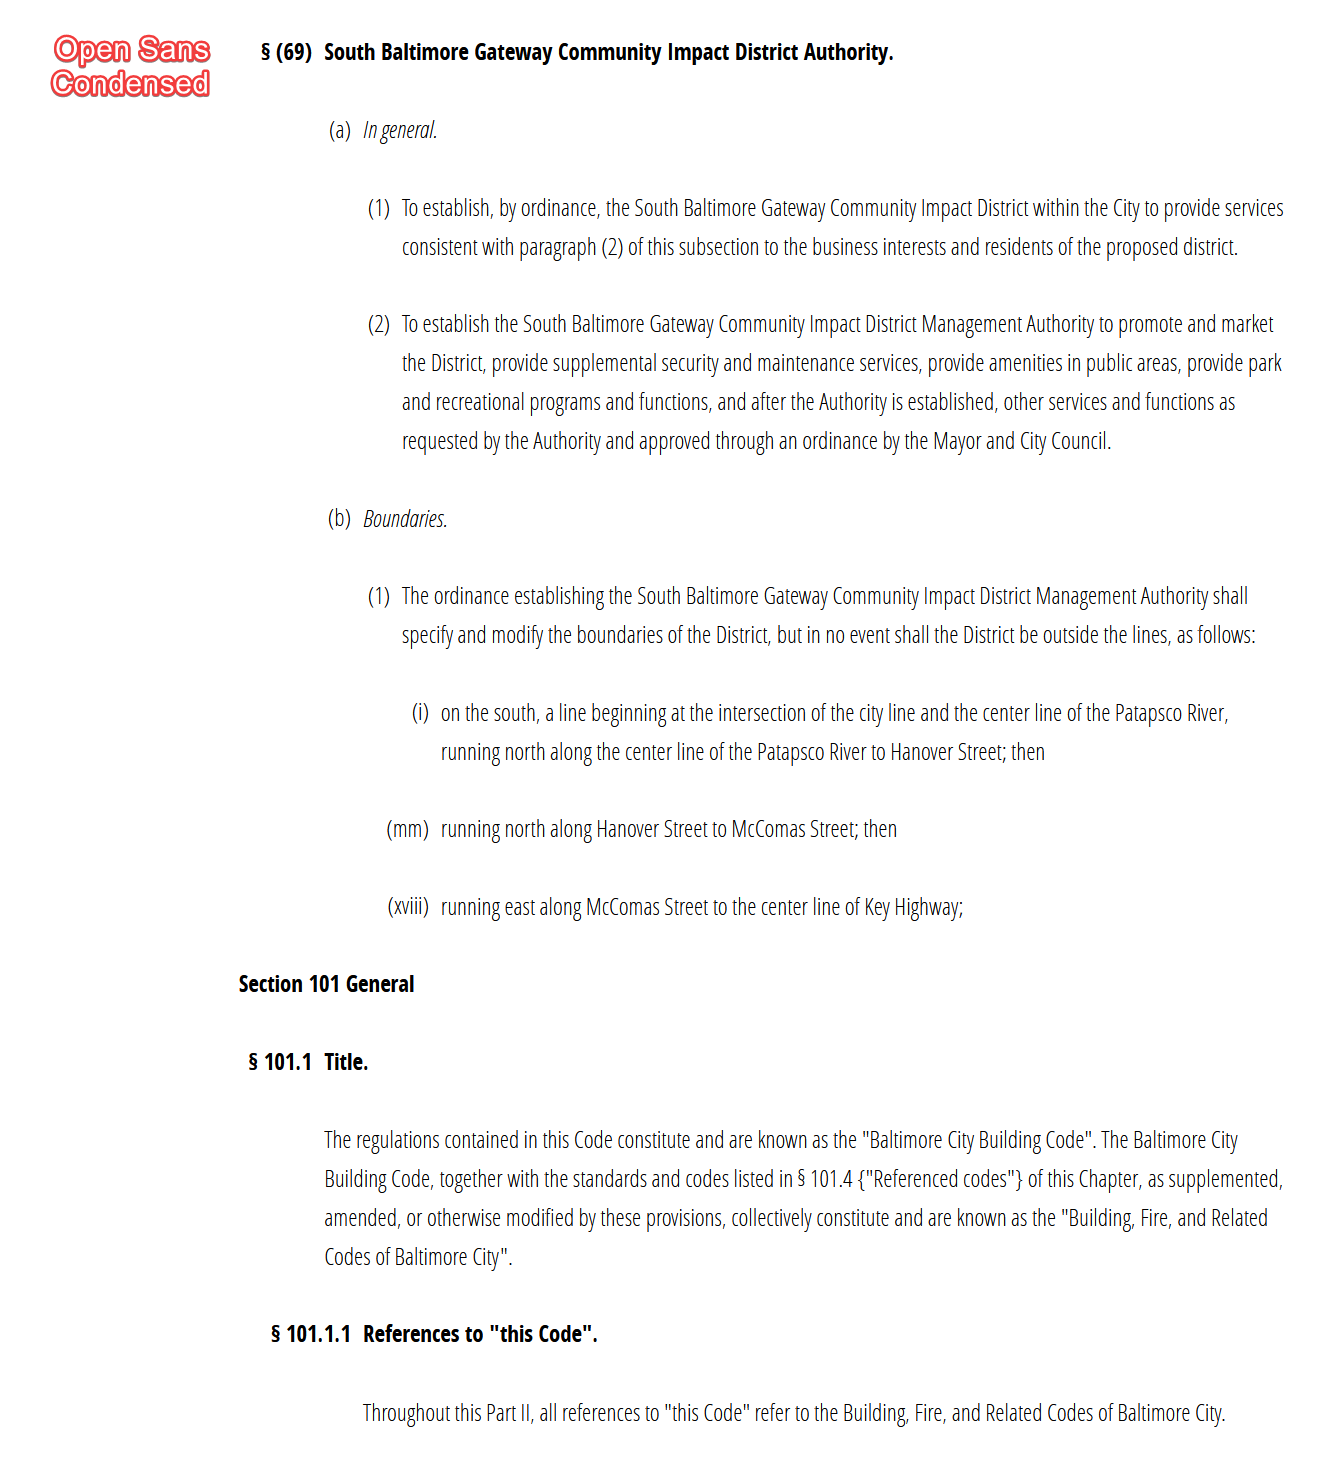 Open Sans
Condensed
§ (69) South Baltimore Gateway Community Impact District Authority.
(a) In general.
(1) To establish, by ordinance, the South Baltimore Gateway Community Impact District within the City to provide services
consistent with paragraph (2) of this subsection to the business interests and residents of the proposed district.
(2) To establish the South Baltimore Gateway Community Impact District Management Authority to promote and market
the District, provide supplemental security and maintenance services, provide amenities in public areas, provide park
and recreational programs and functions, and after the Authority is established, other services and functions as
requested by the Authority and approved through an ordinance by the Mayor and City Council.
(b) Boundaries.
(1) The ordinance establishing the South Baltimore Gateway Community Impact District Management Authority shall
specify and modify the boundaries of the District, but in no event shall the District be outside the lines, as follows:
(i) on the south, a line beginning at the intersection of the city line and the center line of the Patapsco River,
running north along the center line of the Patapsco River to Hanover Street; then
(mm) running north along Hanover Street to McComas Street; then
(xviii) running east along McComas Street to the center line of Key Highway;
Section 101 General
§ 101.1 Title.
The regulations contained in this Code constitute and are known as the "Baltimore City Building Code". The Baltimore City
Building Code, together with the standards and codes listed in § 101.4 {"Referenced codes"} of this Chapter, as supplemented,
amended, or otherwise modified by these provisions, collectively constitute and are known as the "Building, Fire, and Related
Codes of Baltimore City".
§ 101.1.1 References to "this Code".
Throughout this Part II, all references to "this Code" refer to the Building, Fire, and Related Codes of Baltimore City.